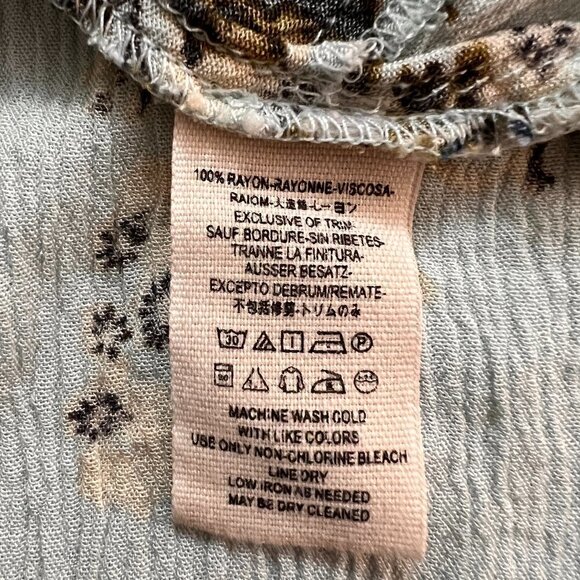 100% RAYON-RAYONNE-VISCOSA-
RAIOM-人造絲-レーヨン
EXCLUSIVE OF TRIM-
SAUF BORDURE-SIN RIBETES-
TRANNE LA FINITURA-
AUSSER BESATZ-
EXCEPTO DEBRUM/REMATE-
不包括修剪-トリムのみ
30 P
MACHINE WASH COLD
WITH LIKE COLORS
USE ONLY NON-CHLORINE BLEACH
LINE DRY
LOW IRON AS NEEDED
MAY BE DRY CLEANED